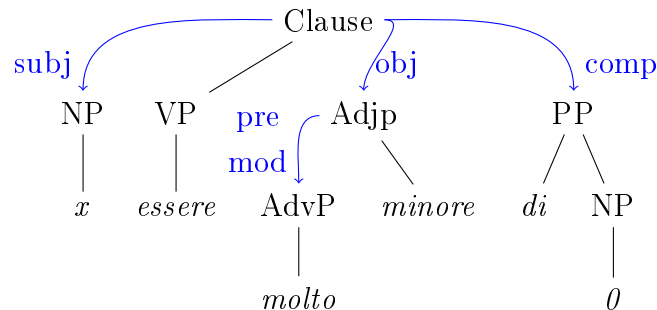 Clause
subj obj comp
NP VP pre Adjp PP
mod
x essere AdvP minore di NP
molto 0